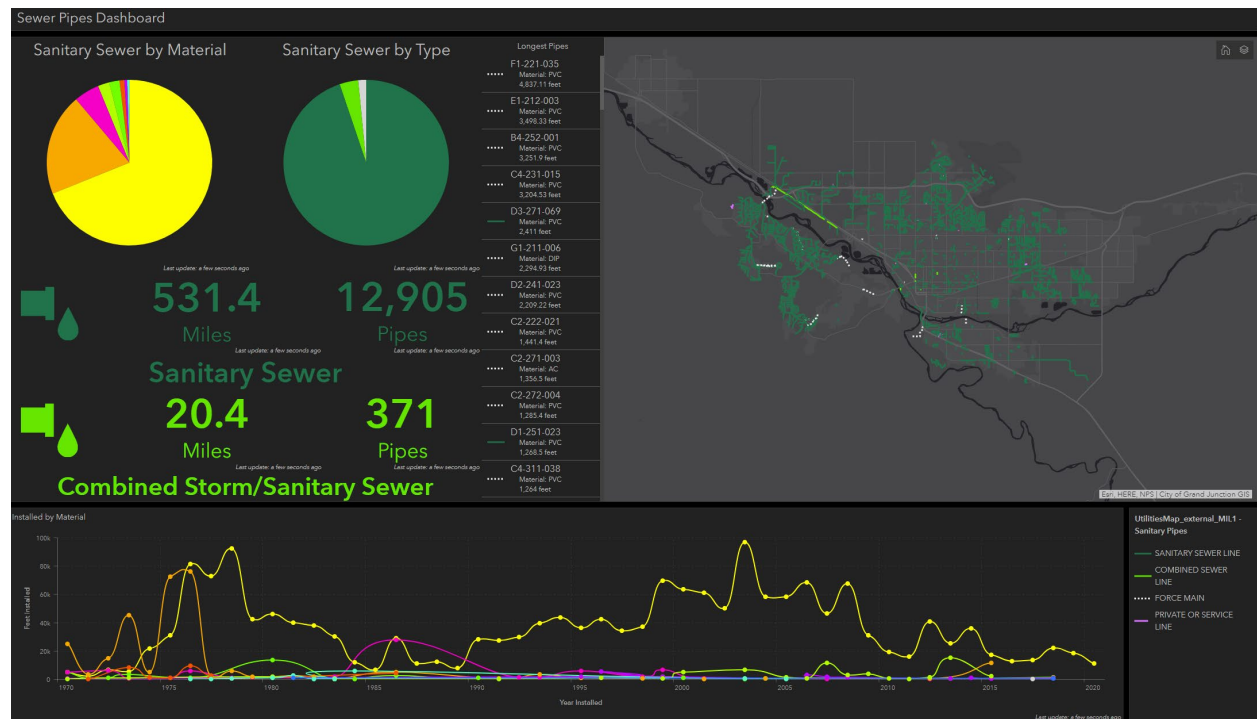 Sewer Pipes Dashboard
Sanitary Sewer by Material
Sanitary Sewer by Type
Last update: a few seconds ago
Last update: a few seconds ago
531.4
Miles
12,905
Pipes
Last update: a few seconds ago
Last update: a few seconds ago
Sanitary Sewer
20.4
Miles
371
Pipes
Last update: a few seconds ago
Last update: a few seconds ago
Combined Storm/Sanitary Sewer
Longest Pipes
F1-221-035
Material: PVC
4,837.11 feet
E1-212-003
Material: PVC
3,498.33 feet
B4-252-001
Material: PVC
3,251.9 feet
C4-231-015
Material: PVC
3,204.53 feet
D3-271-069
Material: PVC
2,411 feet
G1-211-006
Material: DIP
2,294.93 feet
D2-241-023
Material: PVC
2,209.22 feet
C2-222-021
Material: PVC
1,441.4 feet
C2-271-003
Material: AC
1,356.5 feet
C2-272-004
Material: PVC
1,285.4 feet
D1-251-023
Material: PVC
1,268.5 feet
C4-311-038
Material: PVC
1,264 feet
Esri, HERE, NPS | City of Grand Junction GIS
Installed by Material
Feet Installed
100k
80k
60k
40k
20k
0
1970
1975
1980
1985
1990
1995
2000
2005
2010
2015
2020
Year Installed
Last update: a few seconds ago
UtilitiesMap_external_MIL1 -
Sanitary Pipes
SANITARY SEWER LINE
COMBINED SEWER
LINE
FORCE MAIN
PRIVATE OR SERVICE
LINE